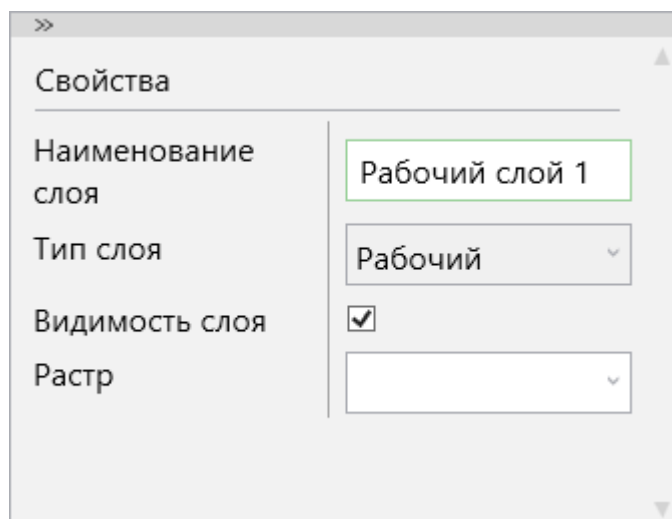 Свойства
Наименование
слоя
Рабочий слой 1
Тип слоя
Рабочий
Видимость слоя
Растр